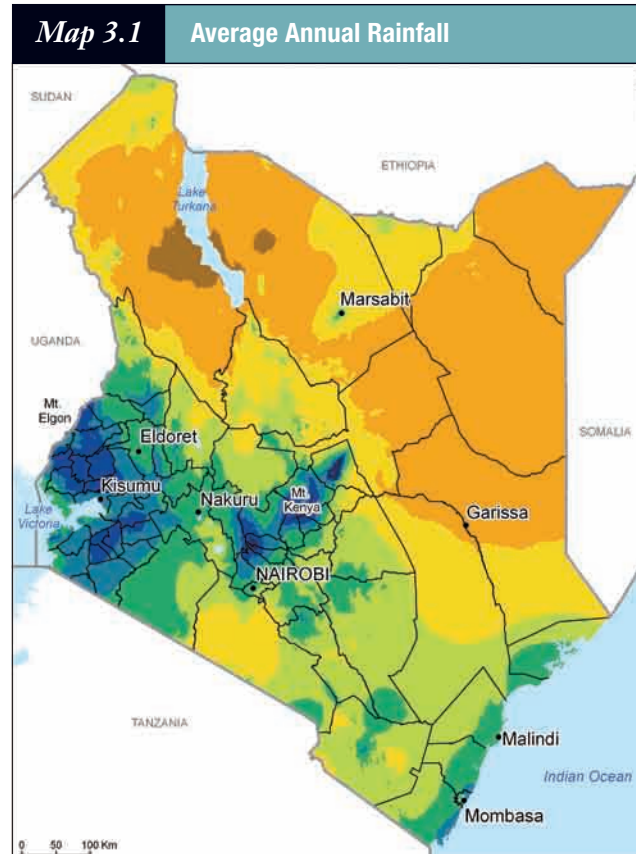 Map 3.1
Average Annual Rainfall
SUDAN
ETHIOPIA
Lake
Turkana
Marsabit
UGANDA
Mt.
Elgon
Eldoret
SOMALIA
Kisumu
Lake
Victoria
Nakuru
Mt.
Kenya
Garissa
NAIROBI
TANZANIA
Malindi
Indian Ocean
Mombasa
0 50 100 Km